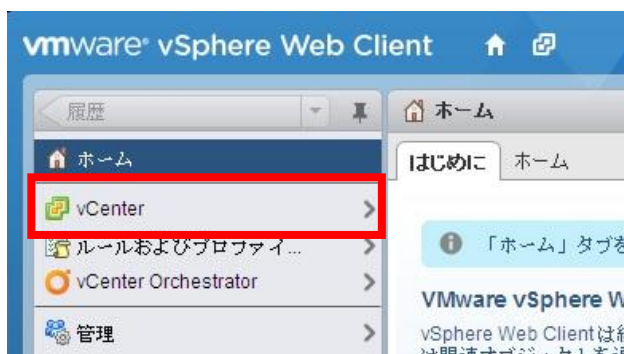 vmware® vSphere Web Client
履歴
ホーム
ホーム
はじめに ホーム
vCenter
ルールおよびプロファイ...
vCenter Orchestrator
管理
「ホーム」タブを
VMware vSphere W
vSphere Web Clientは